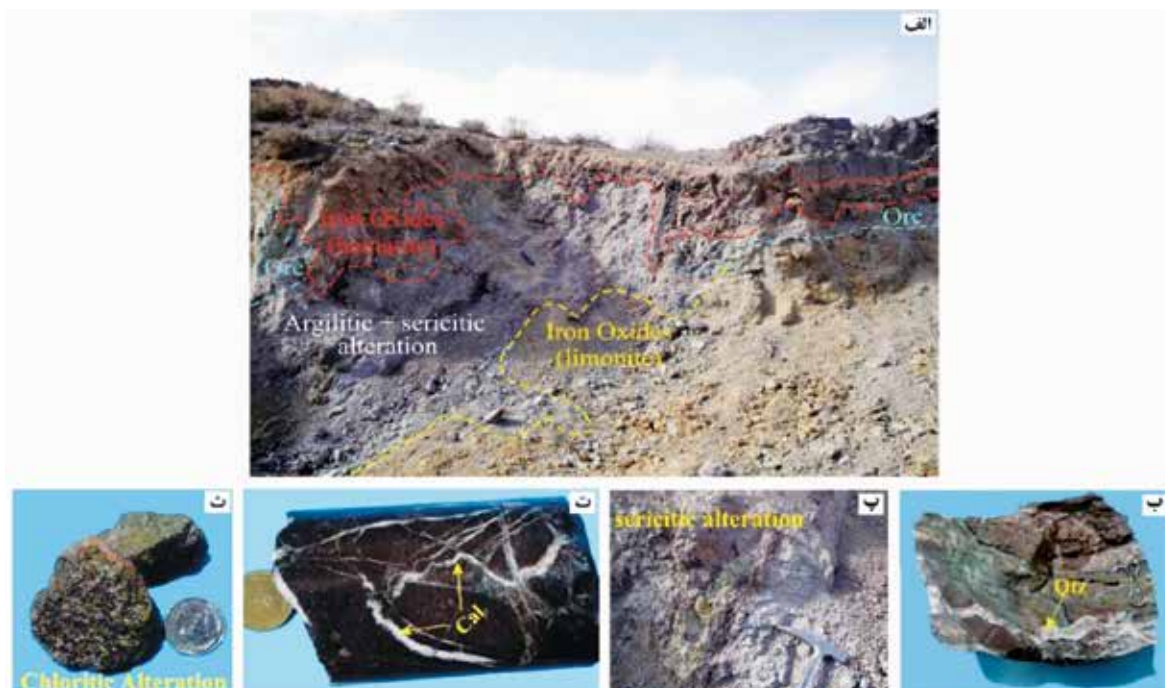 الف
Iron Oxides
(hematite)
Ore
Ore
Argilitic + sericitic
alteration
Iron Oxides
(limonite)
ب
Qtz
پ
sericitic alteration
ت
Cal
ث
Chloritic Alteration